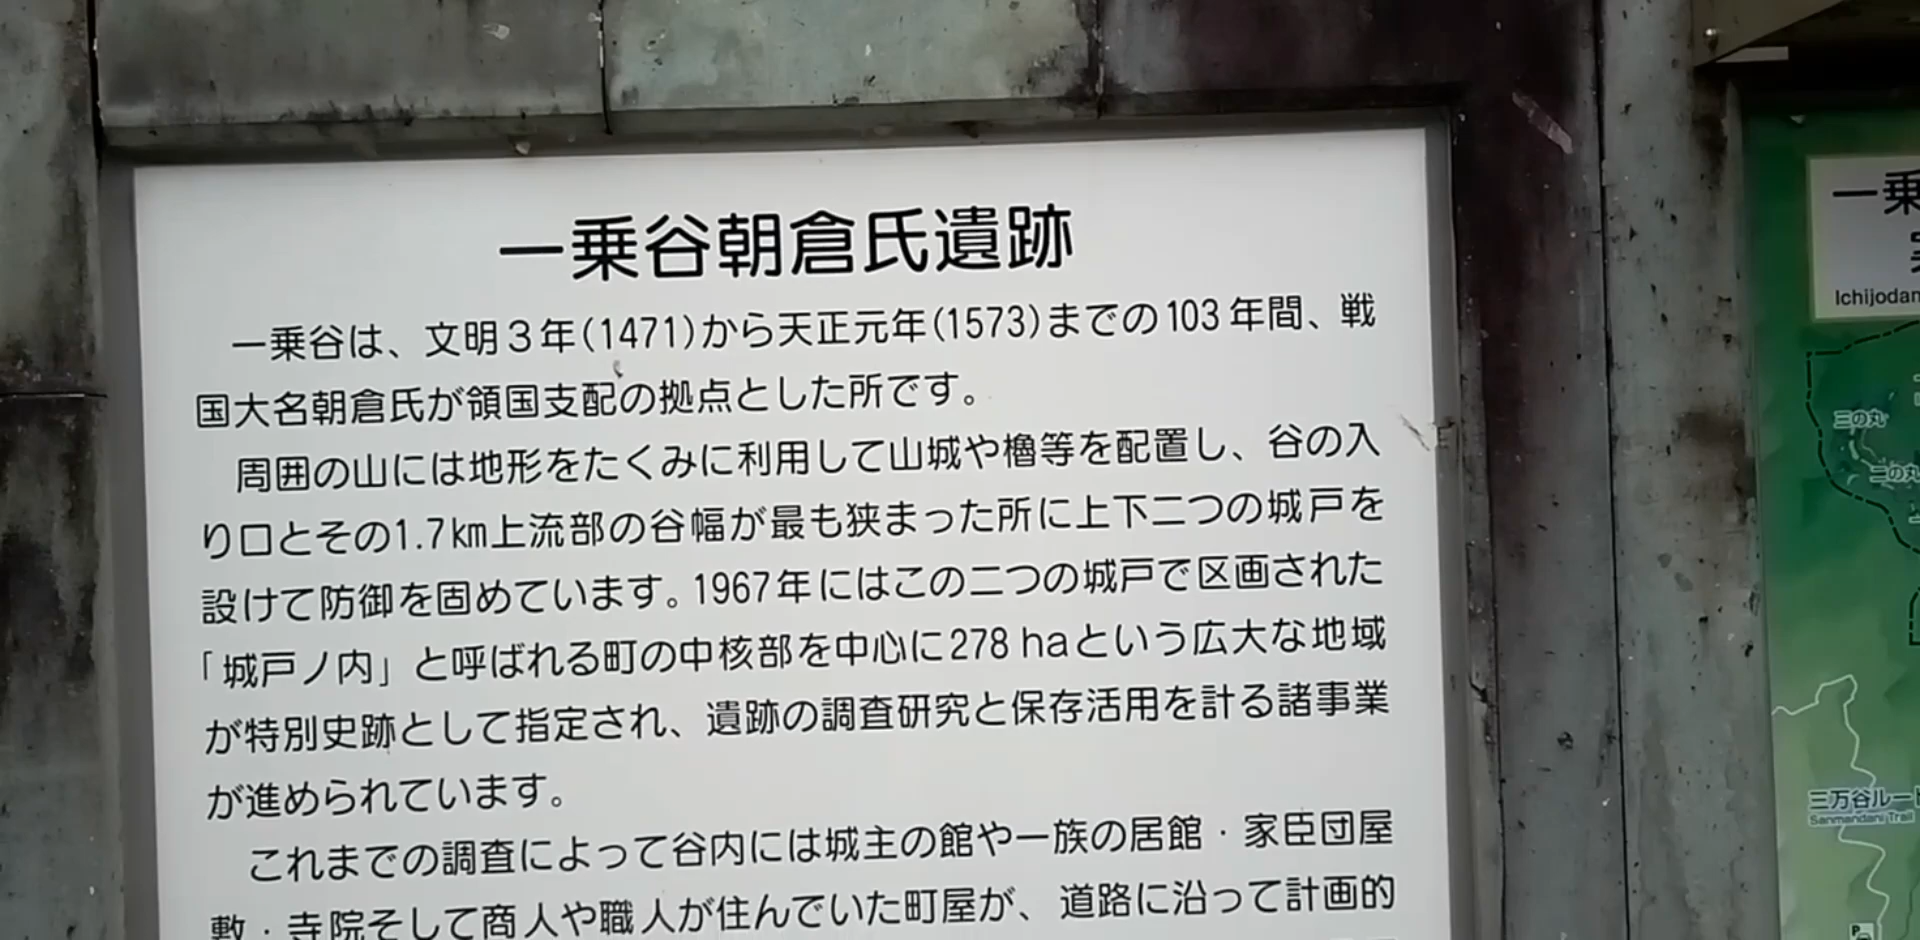 一乗谷朝倉氏遺跡
一乗谷は、文明3年(1471)から天正元年(1573)までの103年間、戦
国大名朝倉氏が領国支配の拠点とした所です。
周囲の山には地形をたくみに利用して山城や櫓等を配置し、谷の入
り口とその1.7km上流部の谷幅が最も狭まった所に上下二つの城戸を
設けて防御を固めています。1967年にはこの二つの城戸で区画された
「城戸ノ内」と呼ばれる町の中核部を中心に278 haという広大な地域
が特別史跡として指定され、遺跡の調査研究と保存活用を計る諸事業
が進められています。
これまでの調査によって谷内には城主の館や一族の居館・家臣団屋
敷・寺院そして商人や職人が住んでいた町屋が、道路に沿って計画的
一乗
Ichijodan
三の丸
二の丸
三万谷ルート
Sanmandani Trail
P